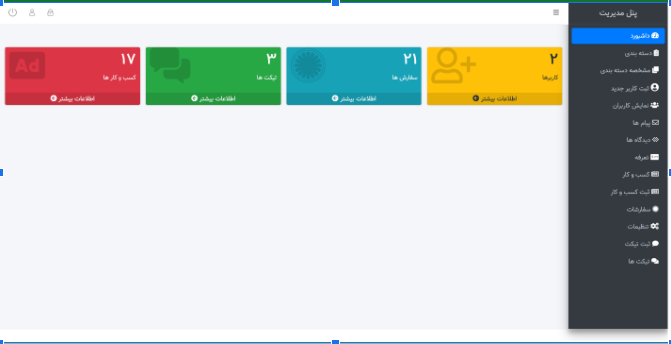 پنل مدیریت
داشبورد
دسته بندی
مشخصه دسته بندی
ثبت کاربر جدید
نمایش کاربران
پیام ها
دیدگاه ها
تعرفه
کسب و کار
ثبت کسب و کار
سفارشات
تنظیمات
ثبت تیکت
تیکت ها
۲
کاربرها
اطلاعات بیشتر
۲۱
سفارش ها
اطلاعات بیشتر
۳
تیکت ها
اطلاعات بیشتر
۱۷
کسب و کار ها
اطلاعات بیشتر
Ad